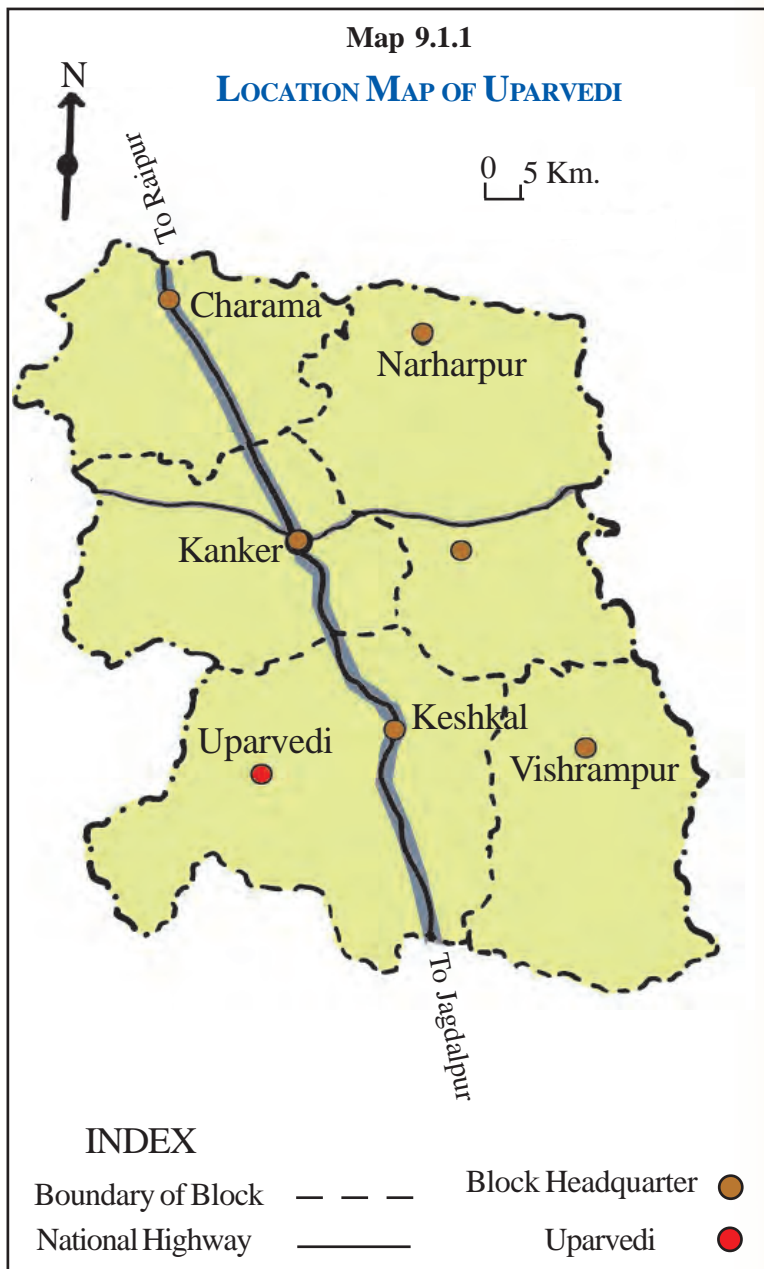 Map 9.1.1
LOCATION MAP OF UPARVEDI
N
To Raipur
0 5 Km.
Charama
Narharpur
Kanker
Keshkal
Uparvedi
Vishrampur
To Jagdalpur
INDEX
Boundary of Block
Block Headquarter
National Highway
Uparvedi